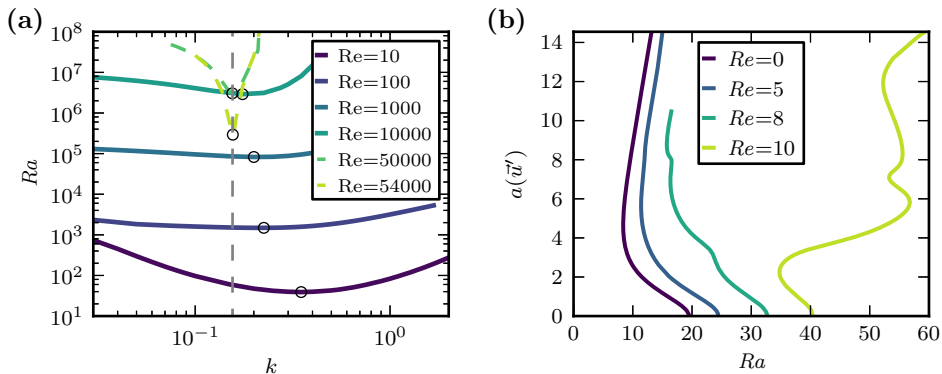 (a)
10^8
10^7
10^6
10^5
10^4
10^3
10^2
10^1
Ra
10^{-1}
10^0
k
Re=10
Re=100
Re=1000
Re=10000
Re=50000
Re=54000
(b)
14
12
10
8
6
4
2
0
a(\vec{u}')
0
10
20
30
40
50
60
Ra
Re=0
Re=5
Re=8
Re=10